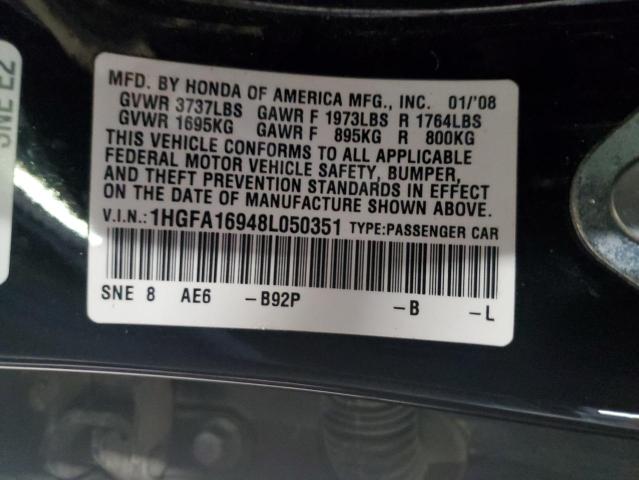 SNE E2
MFD. BY HONDA OF AMERICA MFG., INC. 01/'08
GVWR 3737LBS GAWR F 1973LBS R 1764LBS
GVWR 1695KG GAWR F 895KG R 800KG
THIS VEHICLE CONFORMS TO ALL APPLICABLE
FEDERAL MOTOR VEHICLE SAFETY, BUMPER,
AND THEFT PREVENTION STANDARDS IN EFFECT
ON THE DATE OF MANUFACTURE SHOWN ABOVE.
V.I.N.:1HGFA16948L050351 TYPE:PASSENGER CAR
SNE 8 AE6 -B92P -B -L